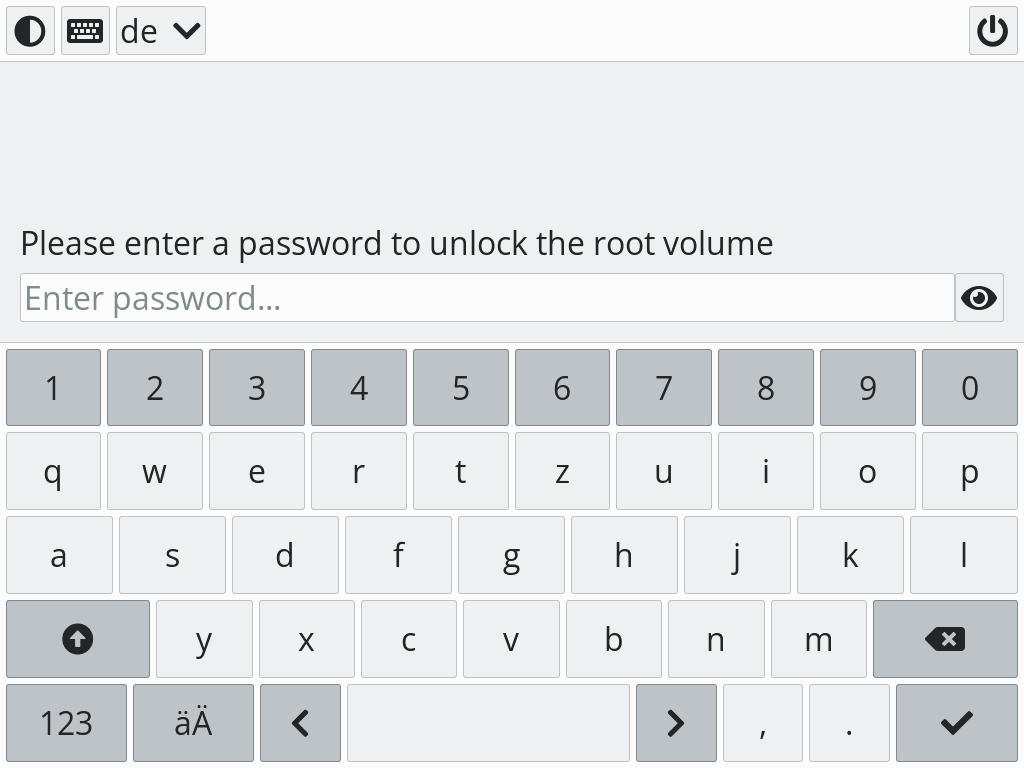 de
Please enter a password to unlock the root volume
Enter password...
1 2 3 4 5 6 7 8 9 0
q w e r t z u i o p
a s d f g h j k l
y x c v b n m
123 äÄ , .